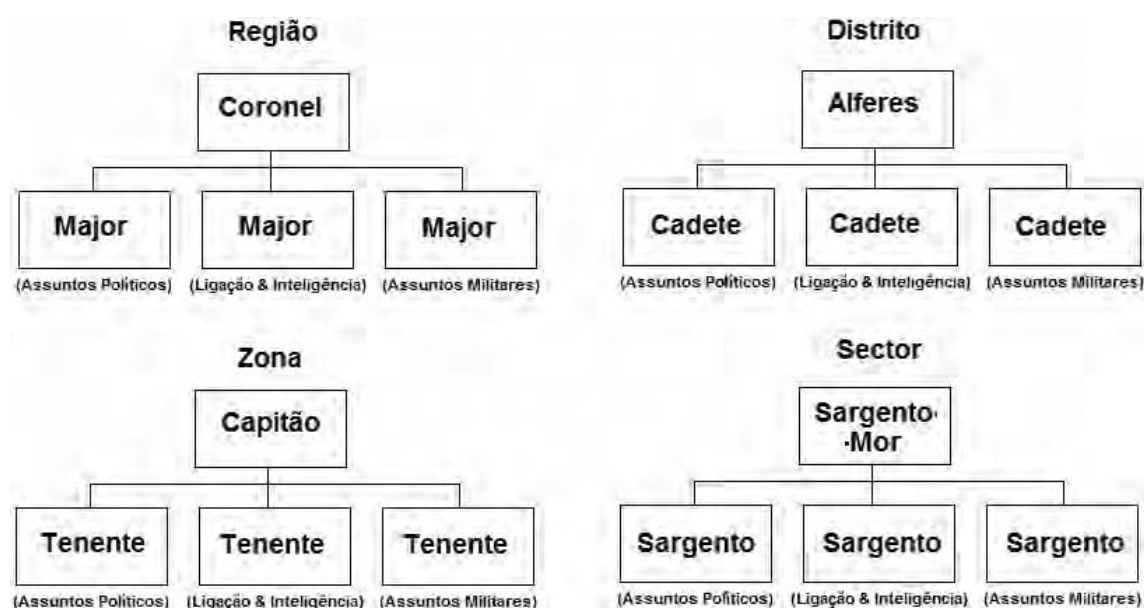 Região
Coronel
Major Major Major
(Assuntos Políticos) (Ligação & Inteligência) (Assuntos Militares)
Distrito
Alferes
Cadete Cadete Cadete
(Assuntos Políticos) (Ligação & Inteligência) (Assuntos Militares)
Zona
Capitão
Tenente Tenente Tenente
(Assuntos Políticos) (Ligação & Inteligência) (Assuntos Militares)
Sector
Sargento-
-Mor
Sargento Sargento Sargento
(Assuntos Políticos) (Ligação & Inteligência) (Assuntos Militares)